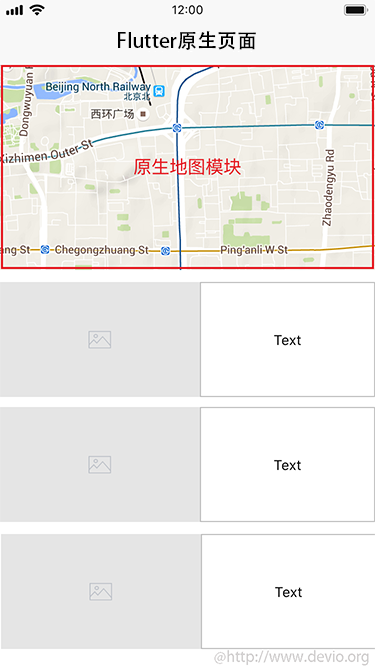 12:00
Flutter原生页面
Dongwuyuan R
Beijing North Railway
北京北
西环广场
Xizhimen Outer St
原生地图模块
Zhaodengyu Rd
ang St
Chegongzhuang St
Ping'anli W St
Text
Text
Text
@http://www.devio.org